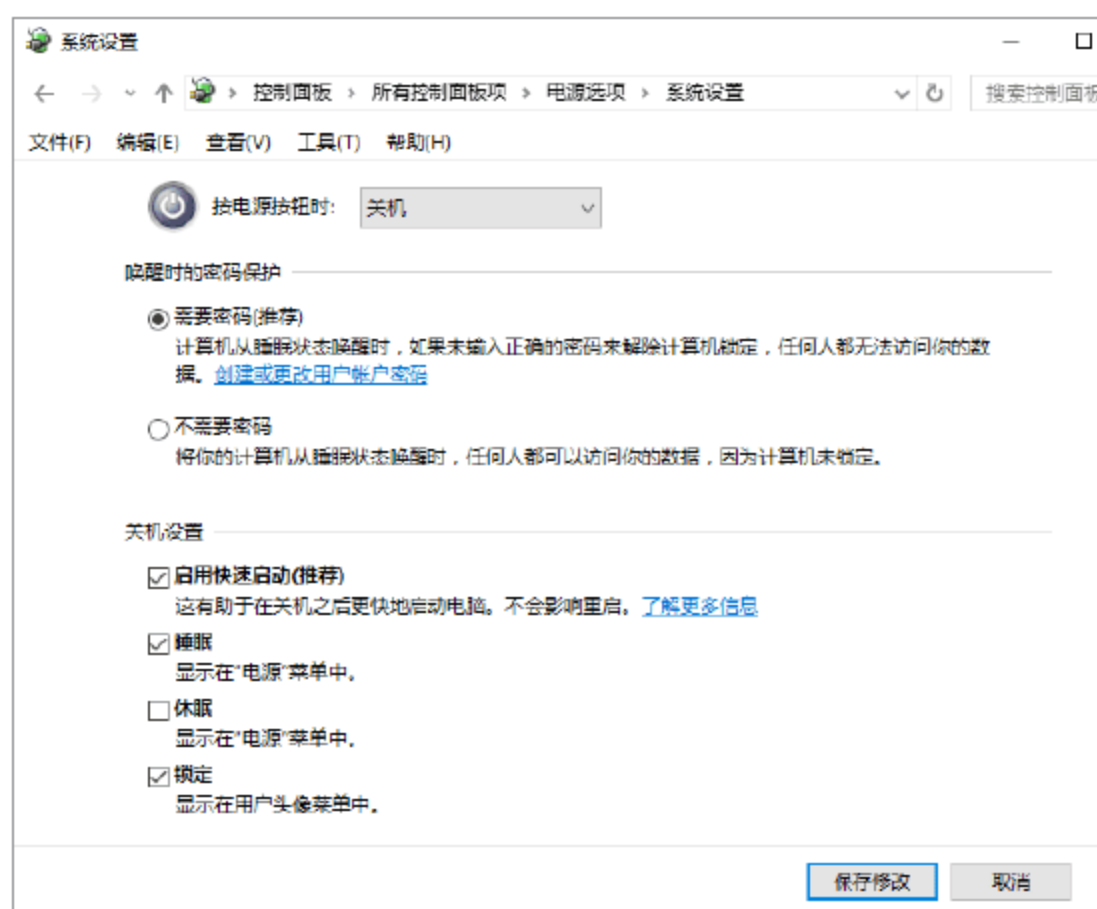 系统设置
控制面板 › 所有控制面板项 › 电源选项 › 系统设置
搜索控制面板
文件(F) 编辑(E) 查看(V) 工具(T) 帮助(H)
按电源按钮时: 关机
唤醒时的密码保护
需要密码(推荐)
计算机从睡眠状态唤醒时，如果未输入正确的密码来解除计算机锁定，任何人都无法访问你的数
据。创建或更改用户帐户密码
不需要密码
将你的计算机从睡眠状态唤醒时，任何人都可以访问你的数据，因为计算机未锁定。
关机设置
启用快速启动(推荐)
这有助于在关机之后更快地启动电脑。不会影响重启。了解更多信息
睡眠
显示在"电源"菜单中。
休眠
显示在"电源"菜单中。
锁定
显示在用户头像菜单中。
保存修改 取消